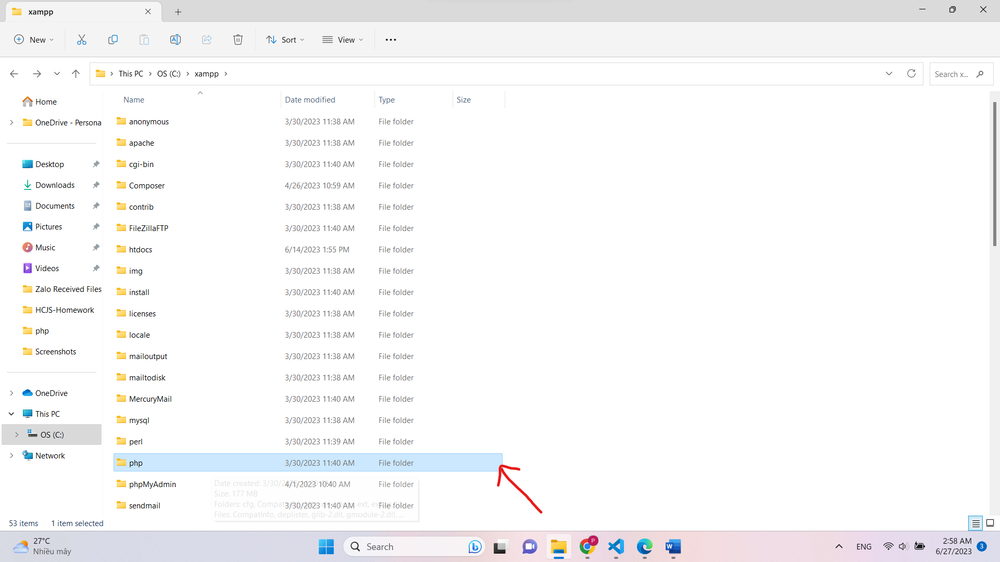 xampp
New
Sort
View
This PC
OS (C:)
xampp
Search x...
Name
Date modified
Type
Size
Home
OneDrive - Persona
Desktop
Downloads
Documents
Pictures
Music
Videos
Zalo Received Files
HCJS-Homework
php
Screenshots
OneDrive
This PC
OS (C:)
Network
anonymous 3/30/2023 11:38 AM File folder
apache 3/30/2023 11:38 AM File folder
cgi-bin 3/30/2023 11:40 AM File folder
Composer 4/26/2023 10:59 AM File folder
contrib 3/30/2023 11:38 AM File folder
FileZillaFTP 3/30/2023 11:40 AM File folder
htdocs 6/14/2023 1:55 PM File folder
img 3/30/2023 11:38 AM File folder
install 3/30/2023 11:40 AM File folder
licenses 3/30/2023 11:38 AM File folder
locale 3/30/2023 11:38 AM File folder
mailoutput 3/30/2023 11:38 AM File folder
mailtodisk 3/30/2023 11:38 AM File folder
MercuryMail 3/30/2023 11:40 AM File folder
mysql 3/30/2023 11:38 AM File folder
perl 3/30/2023 11:39 AM File folder
php 3/30/2023 11:40 AM File folder
phpMyAdmin 4/1/2023 10:40 AM File folder
sendmail 3/30/2023 11:40 AM File folder
Date created:
Size: 177 MB
Folders: cfg, ext,
Files: CompatInfo, deplister, glib-2.dll, gmodule-2.dll, ...
53 items
1 item selected
27°C
Nhiều mây
Search
P
W
ENG
2:58 AM
6/27/2023
3